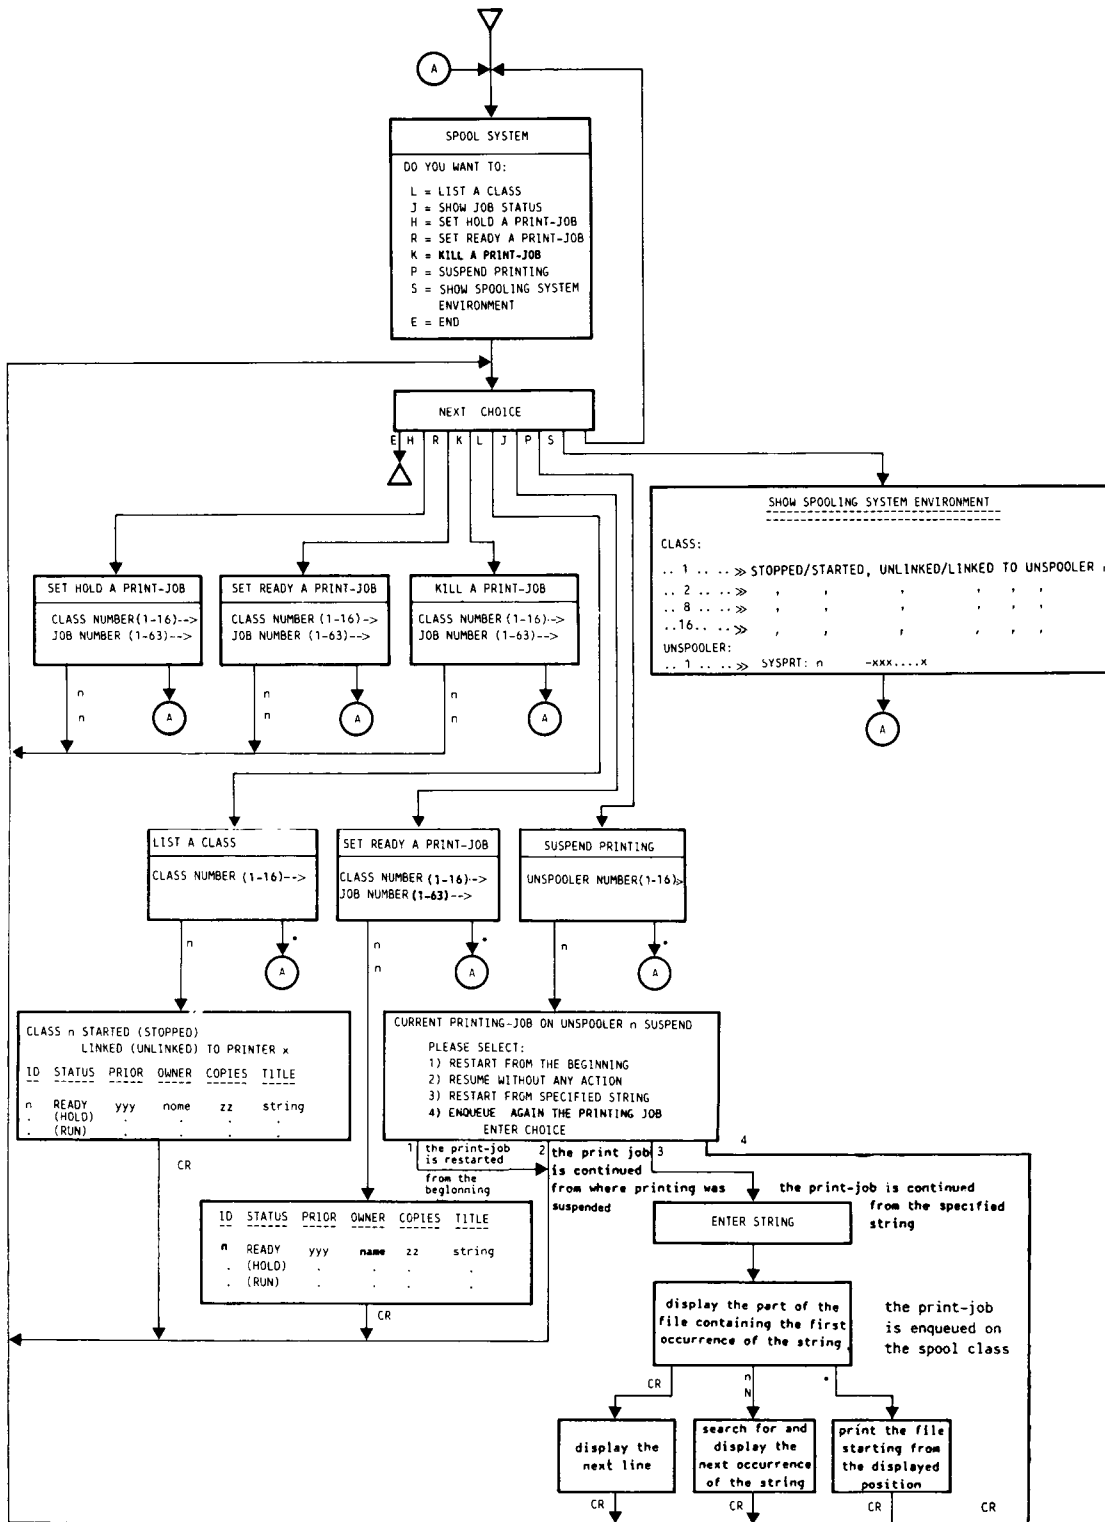 A
SPOOL SYSTEM
DO YOU WANT TO:
L = LIST A CLASS
J = SHOW JOB STATUS
H = SET HOLD A PRINT-JOB
R = SET READY A PRINT-JOB
K = KILL A PRINT-JOB
P = SUSPEND PRINTING
S = SHOW SPOOLING SYSTEM
ENVIRONMENT
E = END
NEXT CHOICE
E H R K L J P S
SHOW SPOOLING SYSTEM ENVIRONMENT
CLASS:
.. 1 .. .. >> STOPPED/STARTED, UNLINKED/LINKED TO UNSPOOLER n
.. 2 .. .. >> , , , , , ,
.. 8 .. .. >> , , , , , ,
..16.. .. >> , , , , , ,
UNSPOOLER:
.. 1 .. .. >> SYSPRT: n -xxx....x
A
SET HOLD A PRINT-JOB
CLASS NUMBER(1-16)-->
JOB NUMBER (1-63)-->
n
n
A
SET READY A PRINT-JOB
CLASS NUMBER (1-16)->
JOB NUMBER (1-63)-->
n
n
A
KILL A PRINT-JOB
CLASS NUMBER (1-16)->
JOB NUMBER (1-63)-->
n
n
A
LIST A CLASS
CLASS NUMBER (1-16)-->
n
*
A
SET READY A PRINT-JOB
CLASS NUMBER (1-16)->
JOB NUMBER (1-63)-->
n
n
*
A
SUSPEND PRINTING
UNSPOOLER NUMBER(1-16)>
n
*
A
CLASS n STARTED (STOPPED)
LINKED (UNLINKED) TO PRINTER x
ID STATUS PRIOR OWNER COPIES TITLE
n READY yyy nome zz string
. (HOLD) . . . .
. (RUN) . . . .
CR
CURRENT PRINTING-JOB ON UNSPOOLER n SUSPEND
PLEASE SELECT:
1) RESTART FROM THE BEGINNING
2) RESUME WITHOUT ANY ACTION
3) RESTART FROM SPECIFIED STRING
4) ENQUEUE AGAIN THE PRINTING JOB
ENTER CHOICE
1 the print-job
is restarted
from the
beglonning
2 the print job
is continued
from where printing was
suspended
3
the print-job is continued
from the specified
string
4
ID STATUS PRIOR OWNER COPIES TITLE
n READY yyy name zz string
. (HOLD) . . . .
. (RUN) . . . .
CR
ENTER STRING
display the part of the
file containing the first
occurrence of the string
the print-job
is enqueued on
the spool class
CR
n
N
*
display the
next line
search for and
display the
next occurrence
of the string
print the file
starting from
the displayed
position
CR
CR
CR
CR